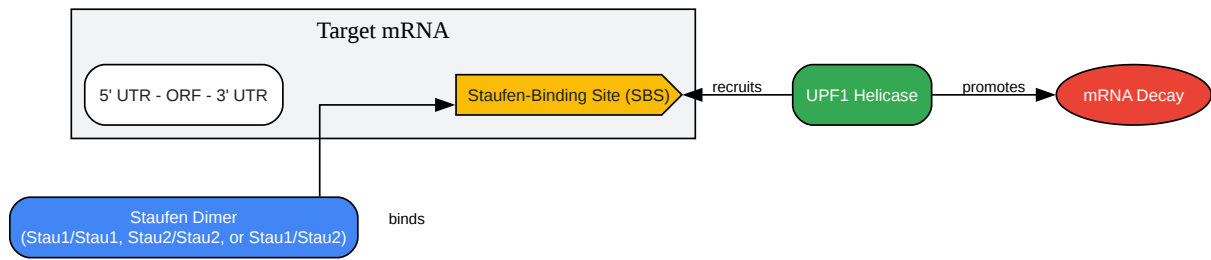 Target mRNA
5' UTR - ORF - 3' UTR
Staufen-Binding Site (SBS)
recruits
UPF1 Helicase
promotes
mRNA Decay
Staufen Dimer
(Stau1/Stau1, Stau2/Stau2, or Stau1/Stau2)
binds